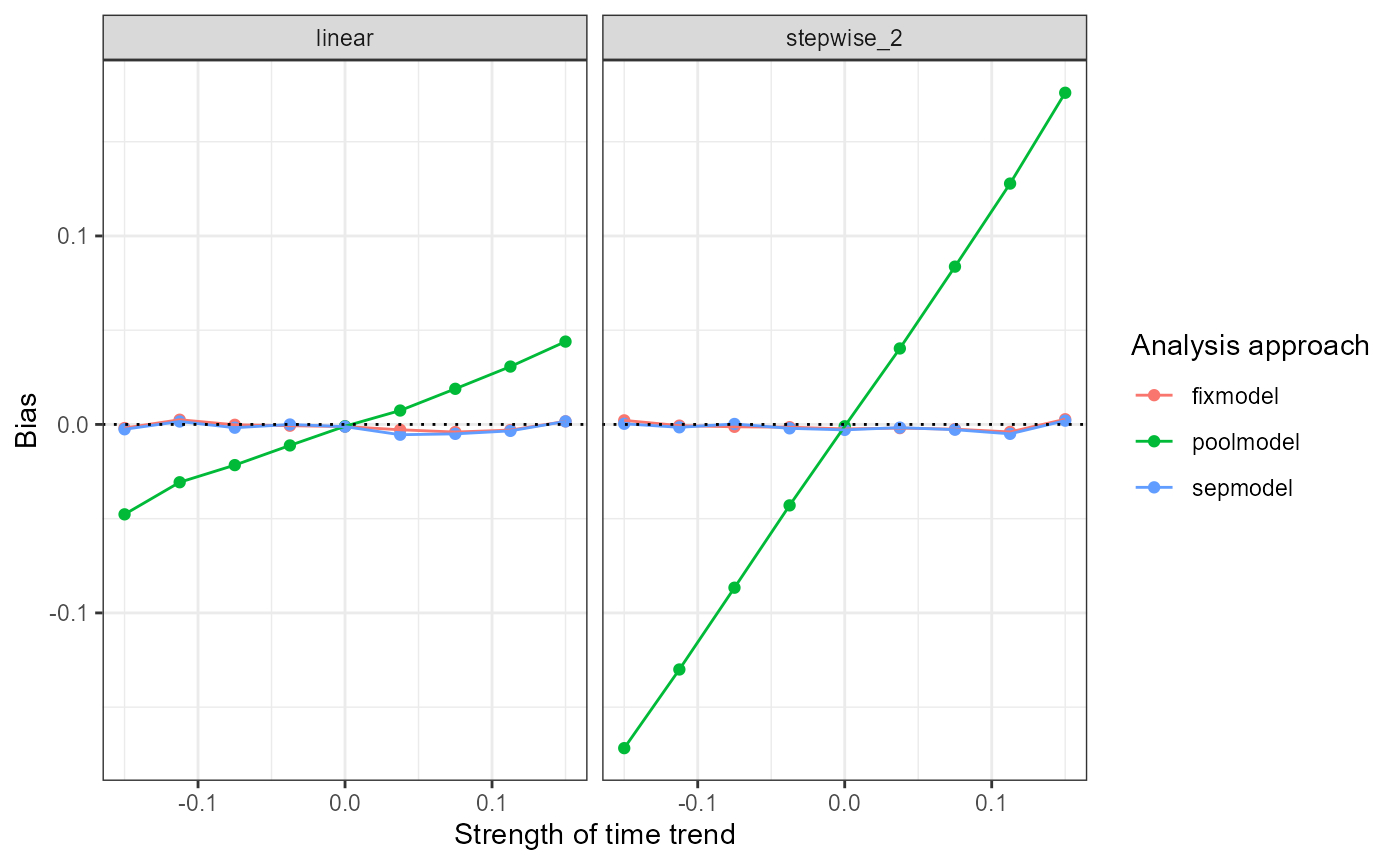 linear
stepwise_2
Bias
0.1
0.0
-0.1
-0.1
0.0
0.1
-0.1
0.0
0.1
Strength of time trend
Analysis approach
fixmodel
poolmodel
sepmodel